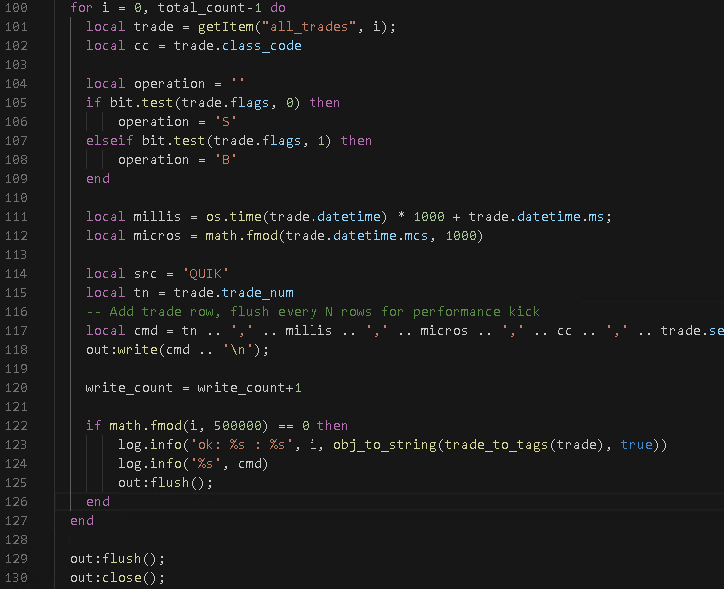 100 for i = 0, total_count-1 do
101 local trade = getItem("all_trades", i);
102 local cc = trade.class_code
103
104 local operation = ''
105 if bit.test(trade.flags, 0) then
106 operation = 'S'
107 elseif bit.test(trade.flags, 1) then
108 operation = 'B'
109 end
110
111 local millis = os.time(trade.datetime) * 1000 + trade.datetime.ms;
112 local micros = math.fmod(trade.datetime.mcs, 1000)
113
114 local src = 'QUIK'
115 local tn = trade.trade_num
116 -- Add trade row, flush every N rows for performance kick
117 local cmd = tn .. ',' .. millis .. ',' .. micros .. ',' .. cc .. ',' .. trade.se
118 out:write(cmd .. '\n');
119
120 write_count = write_count+1
121
122 if math.fmod(i, 500000) == 0 then
123 log.info('ok: %s : %s', i, obj_to_string(trade_to_tags(trade), true))
124 log.info('%s', cmd)
125 out:flush();
126 end
127 end
128
129 out:flush();
130 out:close();